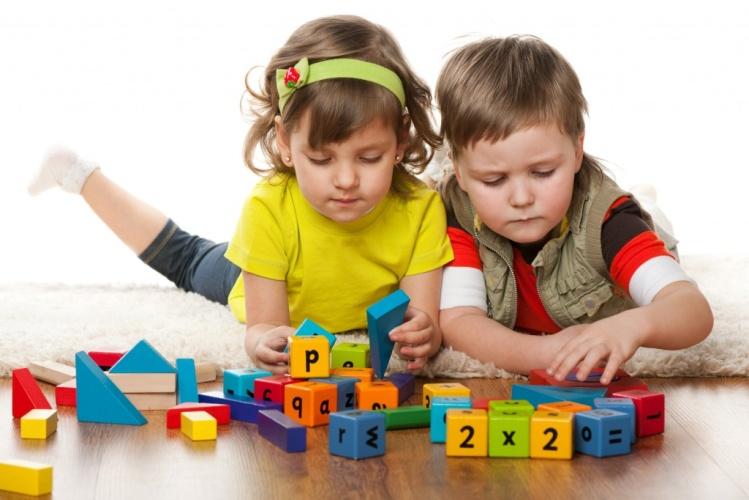 p
q a z
r
2 x 2 =